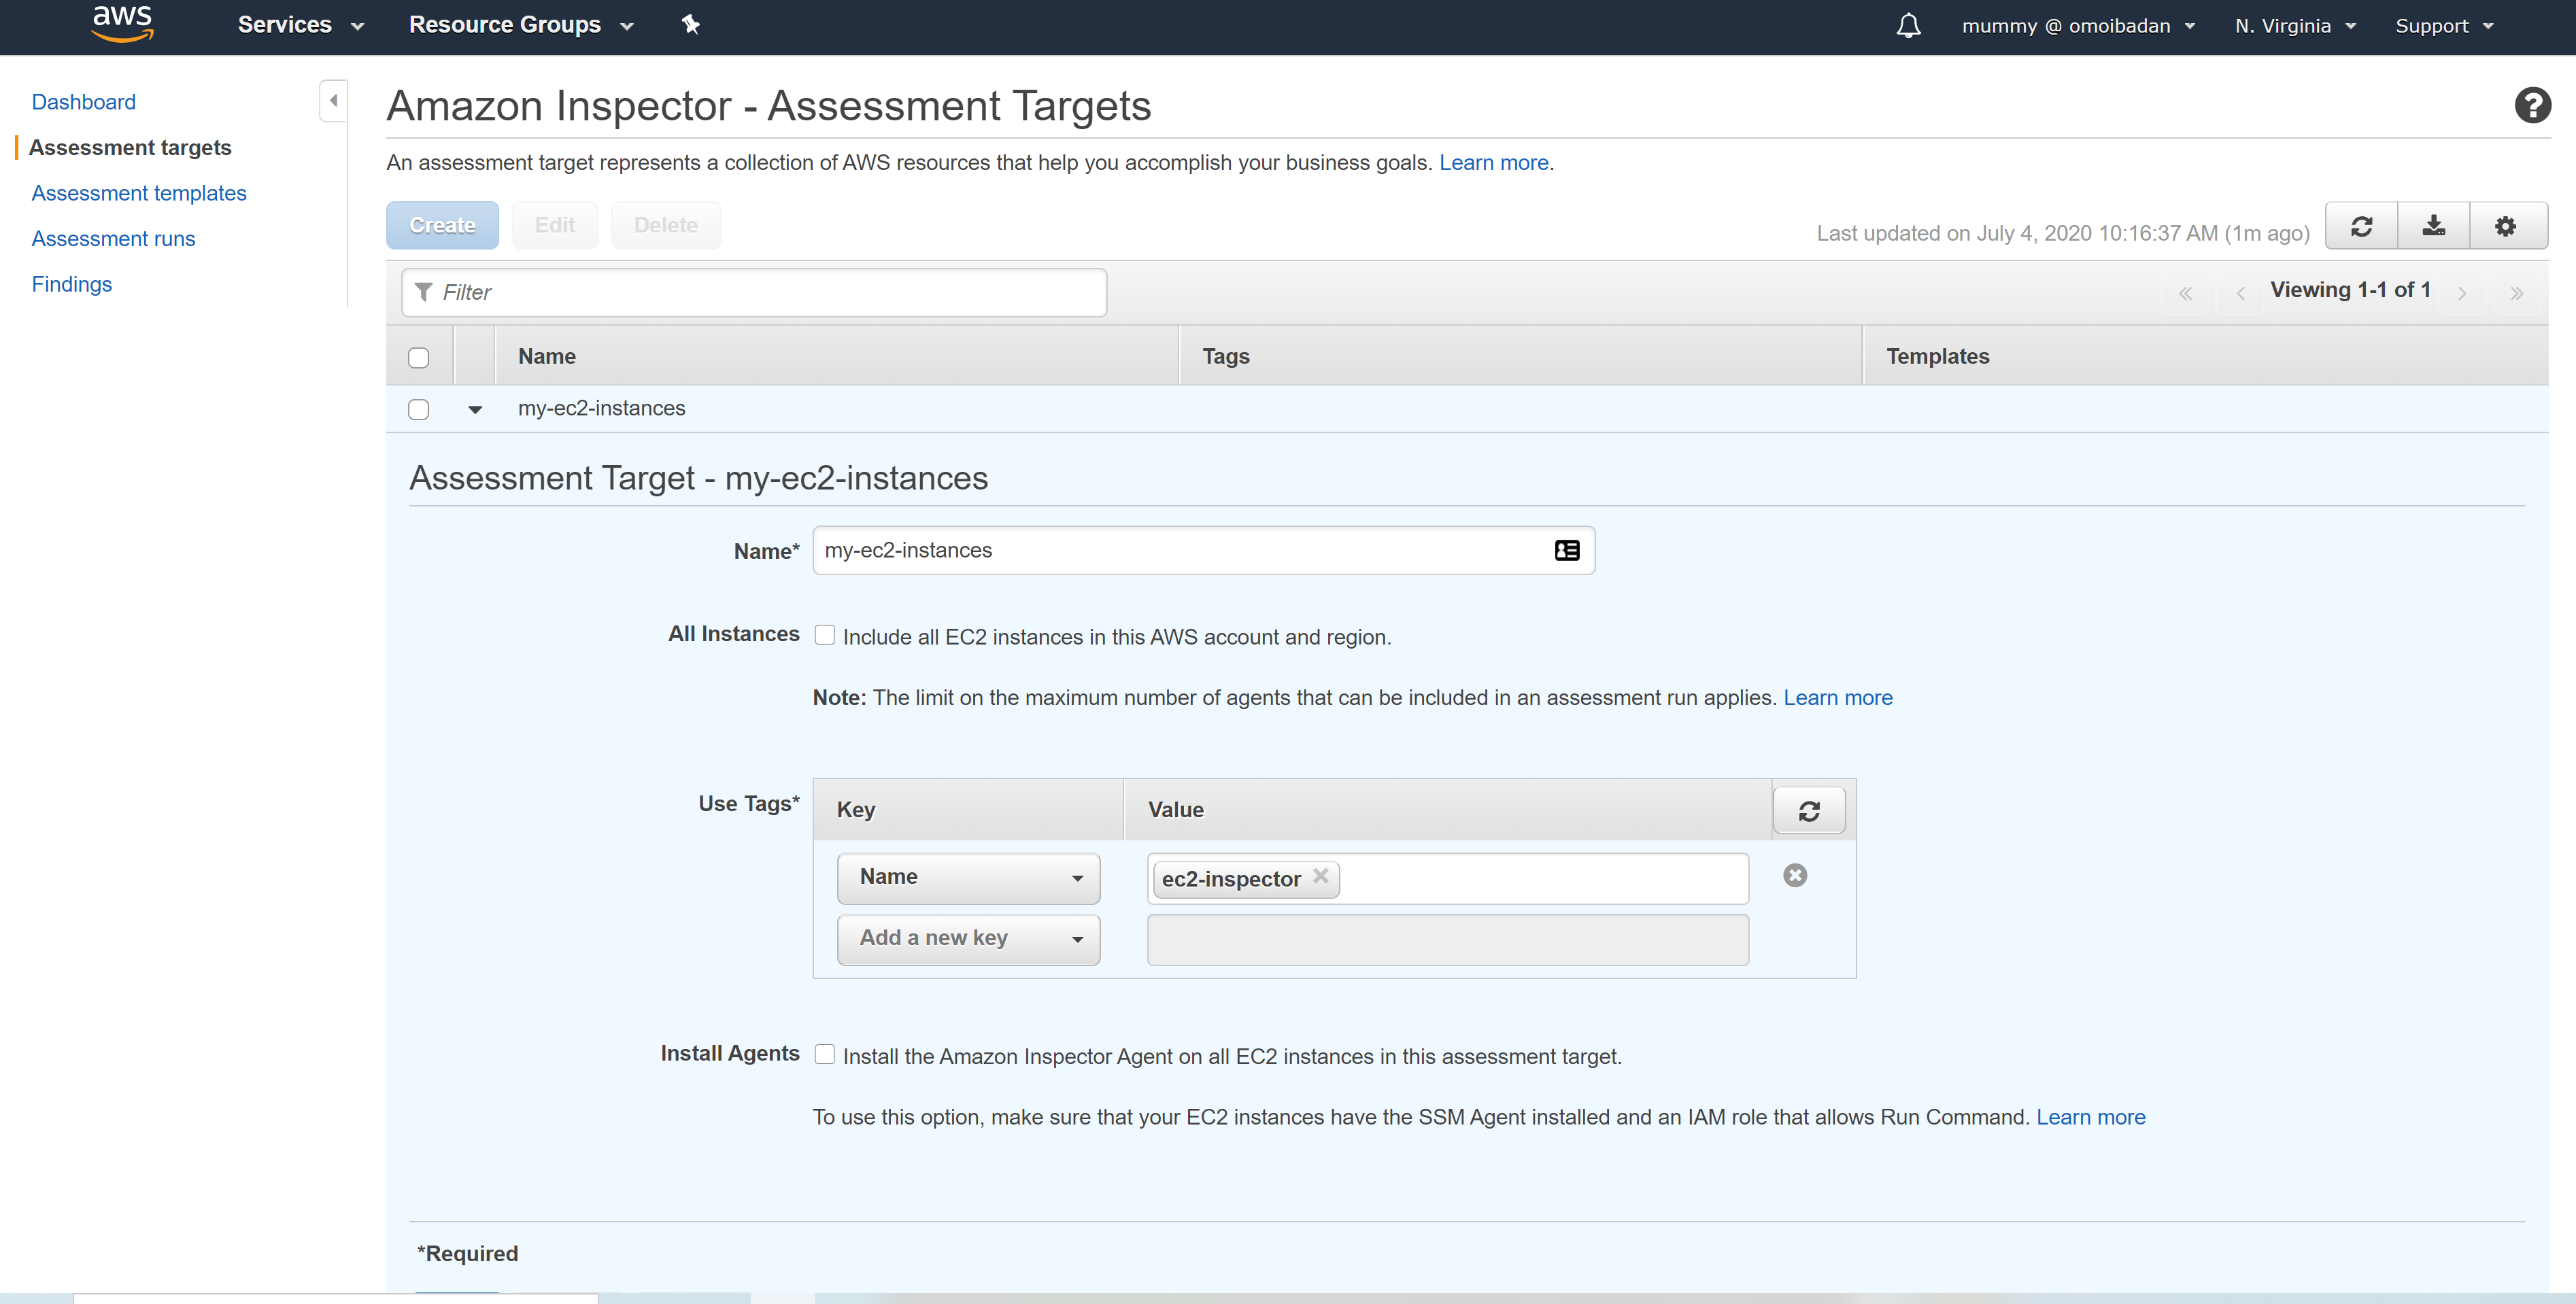 aws Services Resource Groups mummy @ omoibadan N. Virginia Support
Dashboard
Assessment targets
Assessment templates
Assessment runs
Findings
Amazon Inspector - Assessment Targets
An assessment target represents a collection of AWS resources that help you accomplish your business goals. Learn more.
Create Edit Delete
Last updated on July 4, 2020 10:16:37 AM (1m ago)
Filter
Viewing 1-1 of 1
Name Tags Templates
my-ec2-instances
Assessment Target - my-ec2-instances
Name* my-ec2-instances
All Instances Include all EC2 instances in this AWS account and region.
Note: The limit on the maximum number of agents that can be included in an assessment run applies. Learn more
Use Tags* Key Value
Name ec2-inspector
Add a new key
Install Agents Install the Amazon Inspector Agent on all EC2 instances in this assessment target.
To use this option, make sure that your EC2 instances have the SSM Agent installed and an IAM role that allows Run Command. Learn more
*Required